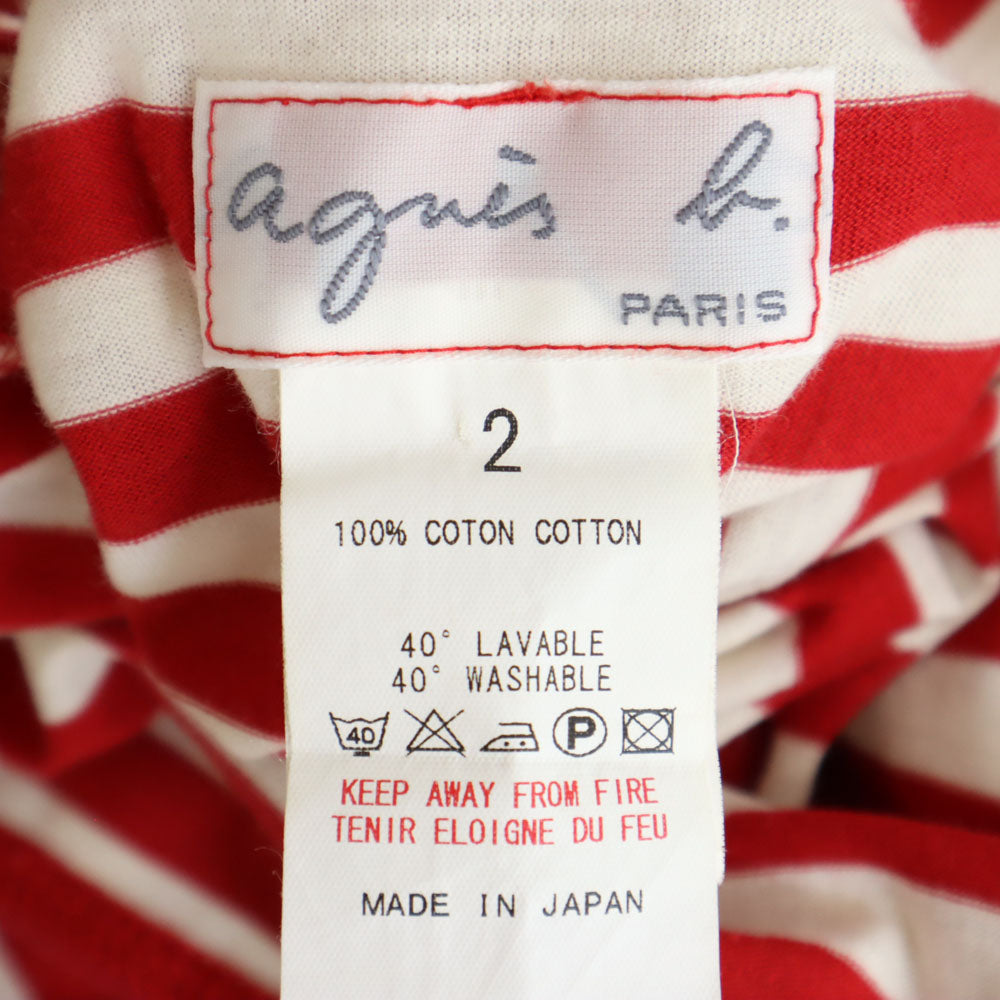 agnès b.
PARIS
2
100% COTON COTTON
40° LAVABLE
40° WASHABLE
40 P
KEEP AWAY FROM FIRE
TENIR ELOIGNE DU FEU
MADE IN JAPAN